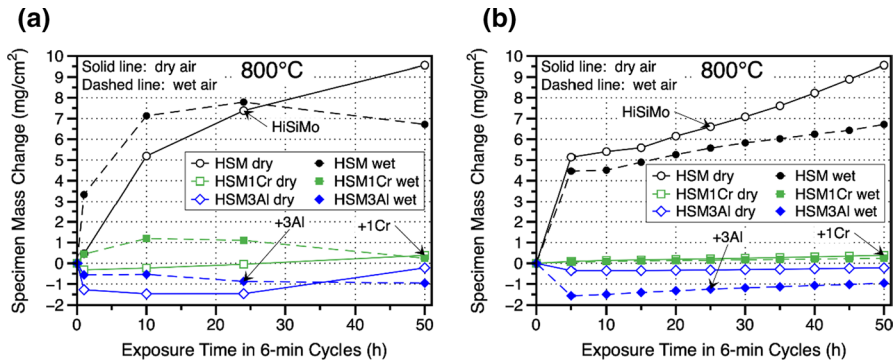 (a)
Specimen Mass Change (mg/cm²)
10
9
8
7
6
5
4
3
2
1
0
−1
−2
Solid line: dry air
Dashed line: wet air
800°C
HiSiMo
HSM dry
HSM wet
HSM1Cr dry
HSM1Cr wet
HSM3Al dry
HSM3Al wet
+3Al
+1Cr
0 10 20 30 40 50
Exposure Time in 6-min Cycles (h)
(b)
Specimen Mass Change (mg/cm²)
10
9
8
7
6
5
4
3
2
1
0
−1
−2
Solid line: dry air
Dashed line: wet air
800°C
HiSiMo
HSM dry
HSM wet
HSM1Cr dry
HSM1Cr wet
HSM3Al dry
HSM3Al wet
+1Cr
+3Al
0 10 20 30 40 50
Exposure Time in 6-min Cycles (h)